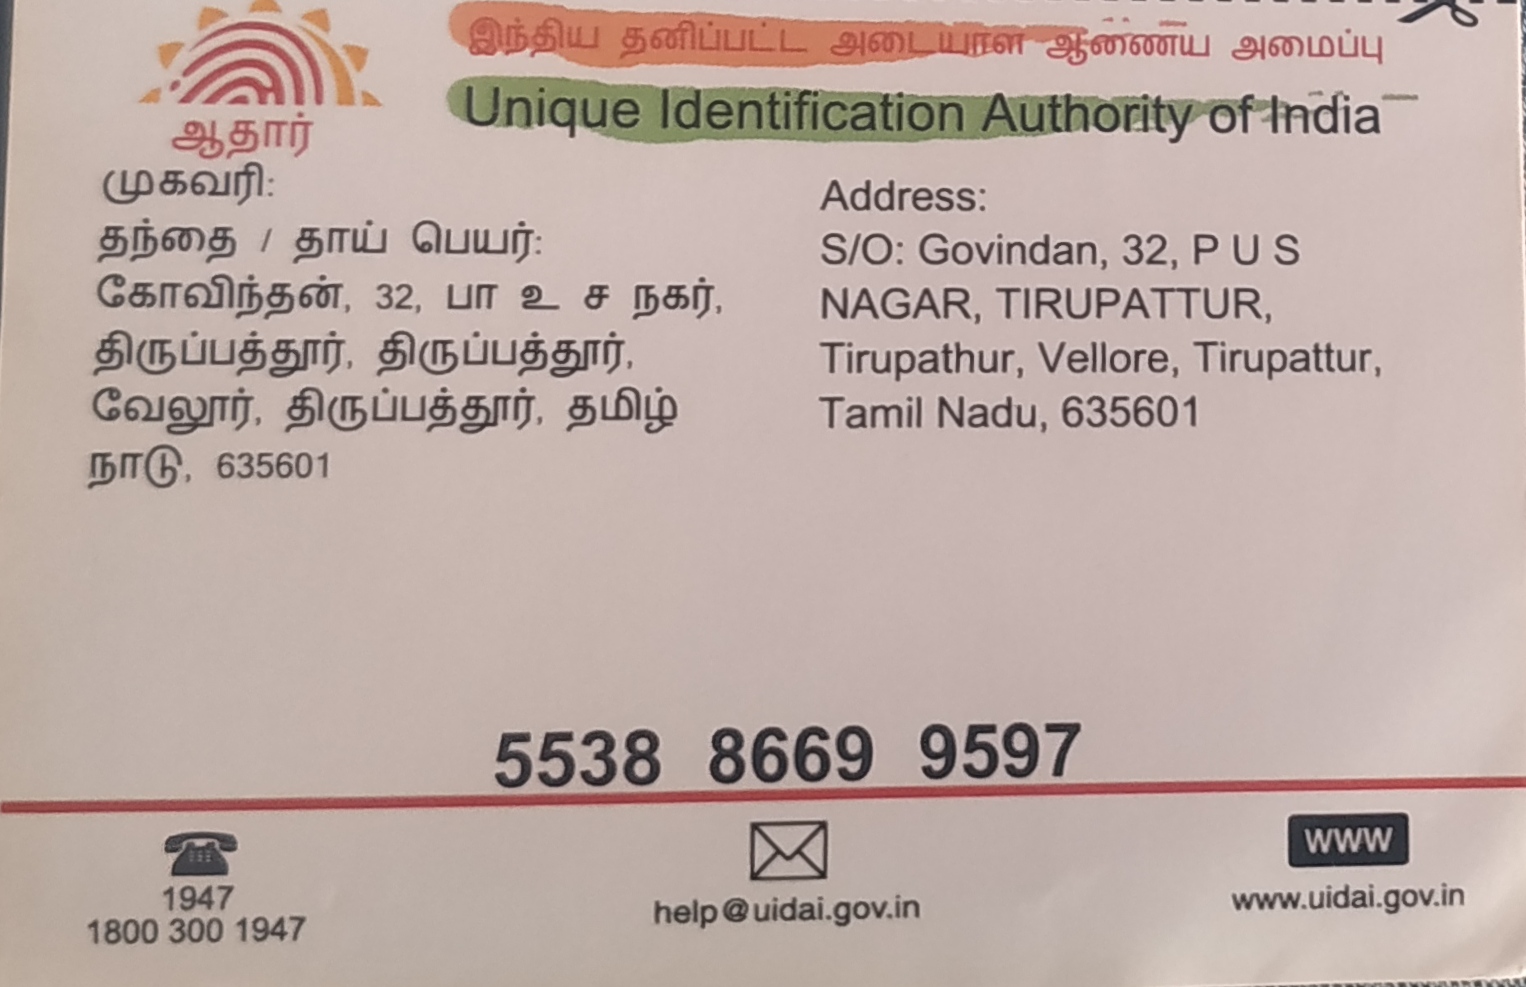 இந்திய தனிப்பட்ட அடையாள ஆணைய அமைப்பு
Unique Identification Authority of India
ஆதார்
முகவரி:
தந்தை / தாய் பெயர்:
கோவிந்தன், 32, பா உ ச நகர்,
திருப்பத்தூர், திருப்பத்தூர்,
வேலூர், திருப்பத்தூர், தமிழ்
நாடு, 635601
Address:
S/O: Govindan, 32, P U S
NAGAR, TIRUPATTUR,
Tirupathur, Vellore, Tirupattur,
Tamil Nadu, 635601
5538 8669 9597
1947
1800 300 1947
help@uidai.gov.in
WWW
www.uidai.gov.in